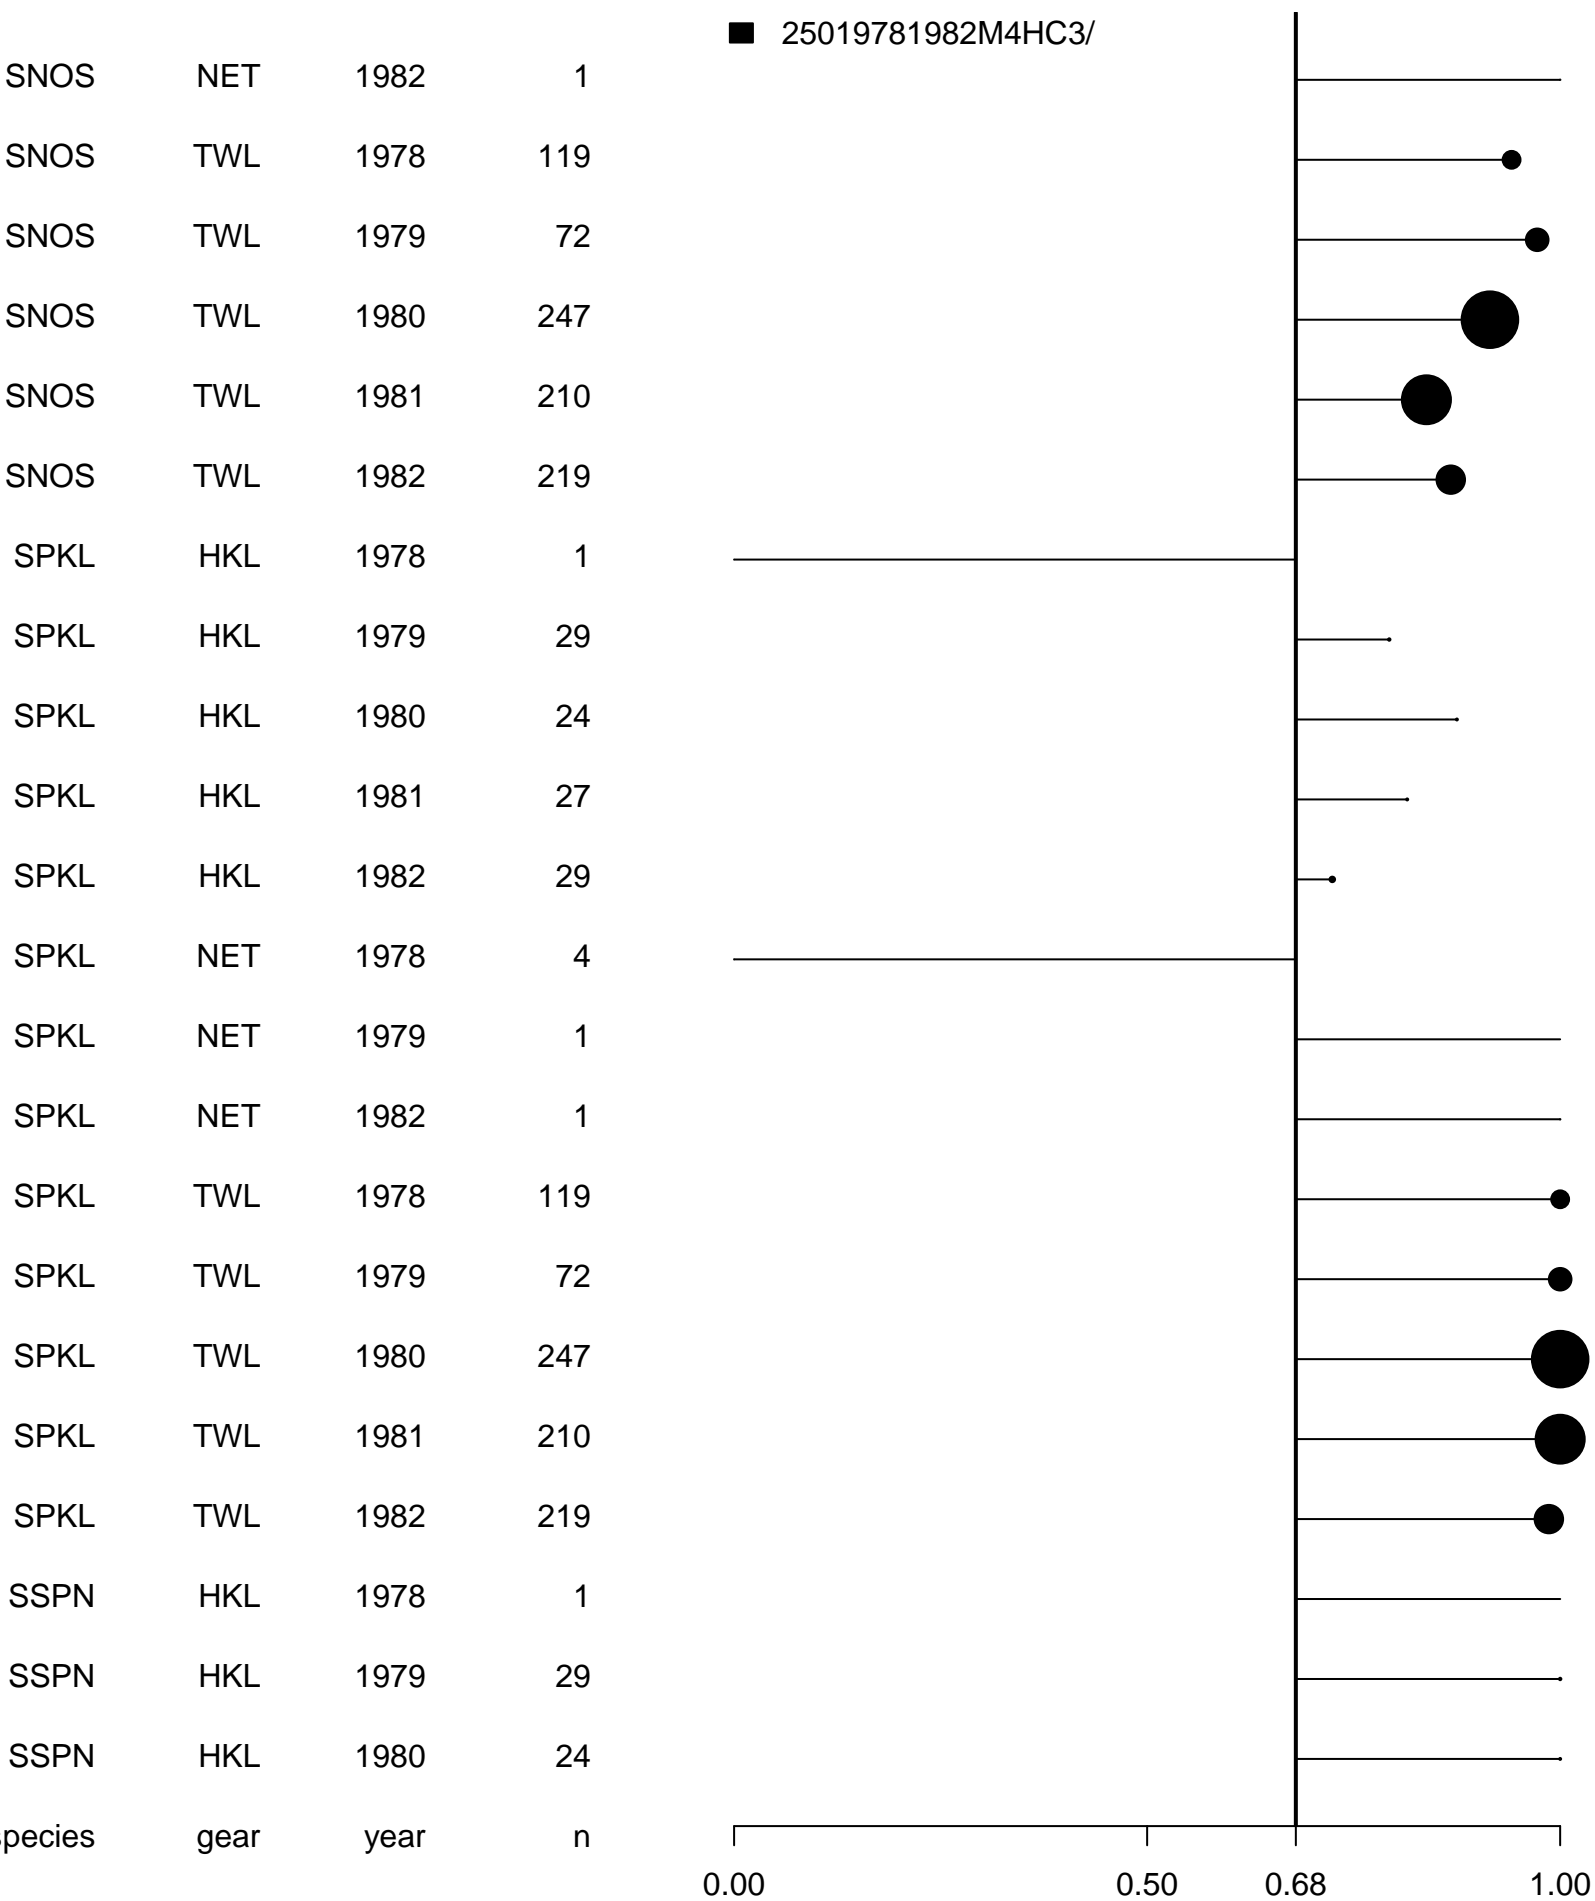 25019781982M4HC3/
SNOS NET 1982 1
SNOS TWL 1978 119
SNOS TWL 1979 72
SNOS TWL 1980 247
SNOS TWL 1981 210
SNOS TWL 1982 219
SPKL HKL 1978 1
SPKL HKL 1979 29
SPKL HKL 1980 24
SPKL HKL 1981 27
SPKL HKL 1982 29
SPKL NET 1978 4
SPKL NET 1979 1
SPKL NET 1982 1
SPKL TWL 1978 119
SPKL TWL 1979 72
SPKL TWL 1980 247
SPKL TWL 1981 210
SPKL TWL 1982 219
SSPN HKL 1978 1
SSPN HKL 1979 29
SSPN HKL 1980 24
species gear year n
0.00 0.50 0.68 1.00